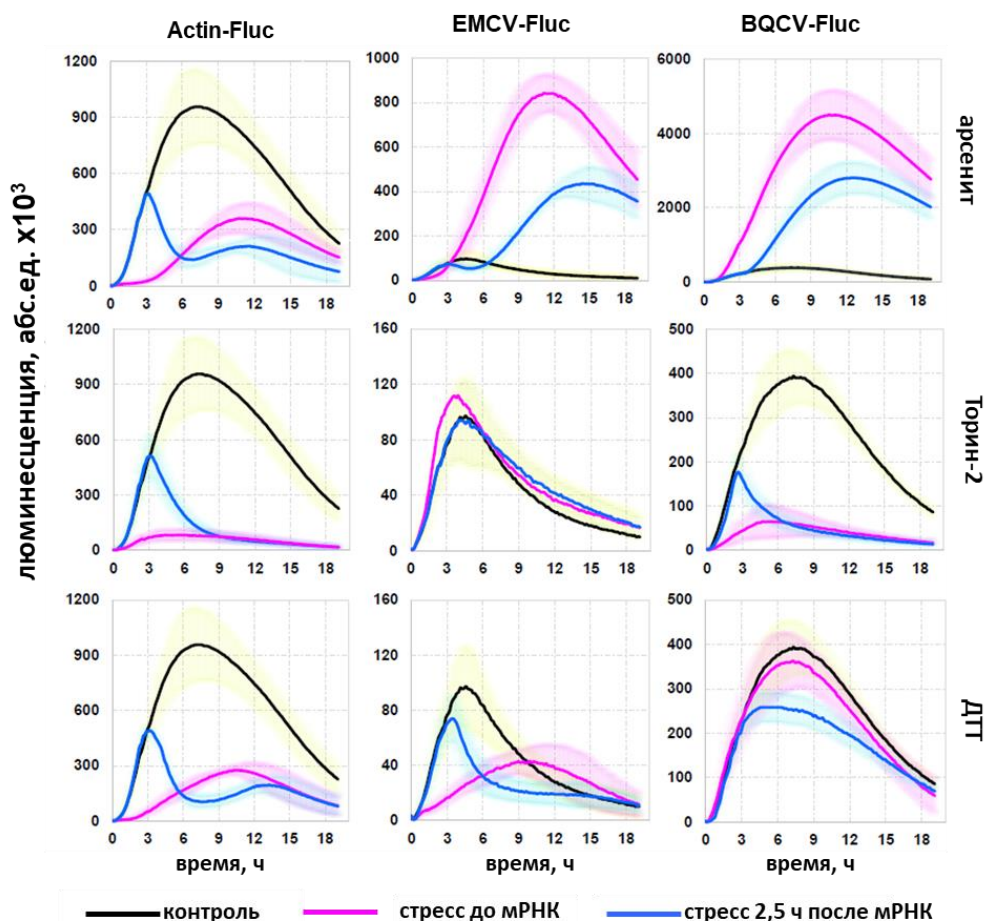 Actin-Fluc
EMCV-Fluc
BQCV-Fluc
люминесценция, абс.ед. x10³
1200
900
600
300
0
0 3 6 9 12 15 18
1000
800
600
400
200
0
0 3 6 9 12 15 18
6000
4000
2000
0
0 3 6 9 12 15 18
арсенит
1200
900
600
300
0
0 3 6 9 12 15 18
160
120
80
40
0
0 3 6 9 12 15 18
500
400
300
200
100
0
0 3 6 9 12 15 18
Торин-2
1200
900
600
300
0
0 3 6 9 12 15 18
160
120
80
40
0
0 3 6 9 12 15 18
500
400
300
200
100
0
0 3 6 9 12 15 18
ДТТ
время, ч
время, ч
время, ч
контроль
стресс до мРНК
стресс 2,5 ч после мРНК